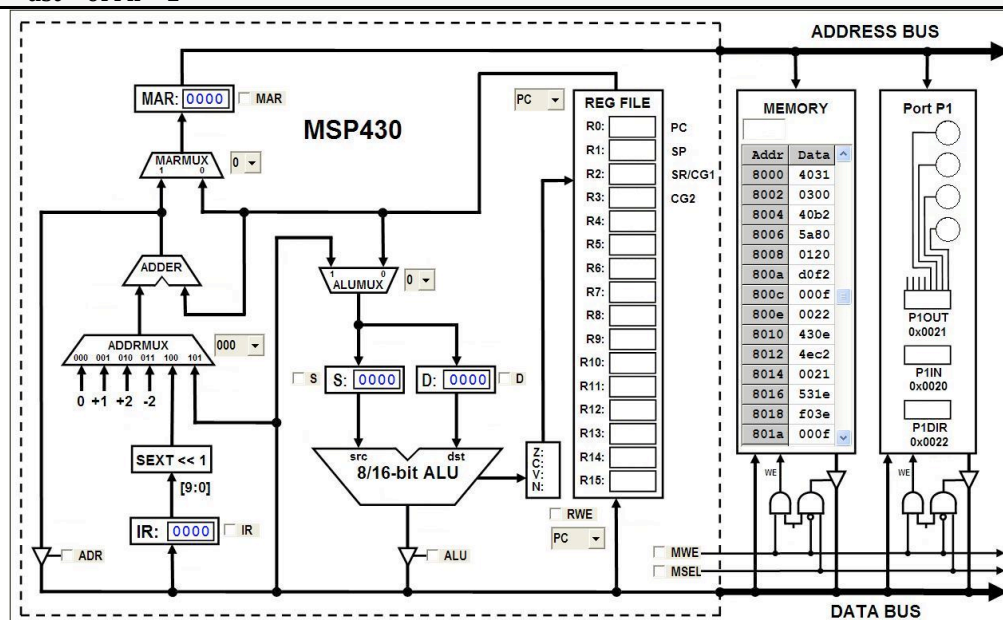 ADDRESS BUS
MAR: 0000 MAR
PC
REG FILE
MEMORY
Port P1
MSP430
MARMUX
1 0
0
R0: PC
R1: SP
R2: SR/CG1
R3: CG2
R4:
R5:
R6:
R7:
R8:
R9:
R10:
R11:
R12:
R13:
R14:
R15:
Addr Data
8000 4031
8002 0300
8004 40b2
8006 5a80
8008 0120
800a d0f2
800c 000f
800e 0022
8010 430e
8012 4ec2
8014 0021
8016 531e
8018 f03e
801a 000f
P1OUT
0x0021
P1IN
0x0020
P1DIR
0x0022
ADDER
1 0
ALUMUX
0
ADDRMUX
000 001 010 011 100 101
000
0 +1 +2 -2
S S: 0000
D: 0000 D
SEXT << 1
[9:0]
src dst
8/16-bit ALU
Z:
C:
V:
N:
IR: 0000 IR
WE
WE
RWE
PC
ADR
ALU
MWE
MSEL
DATA BUS